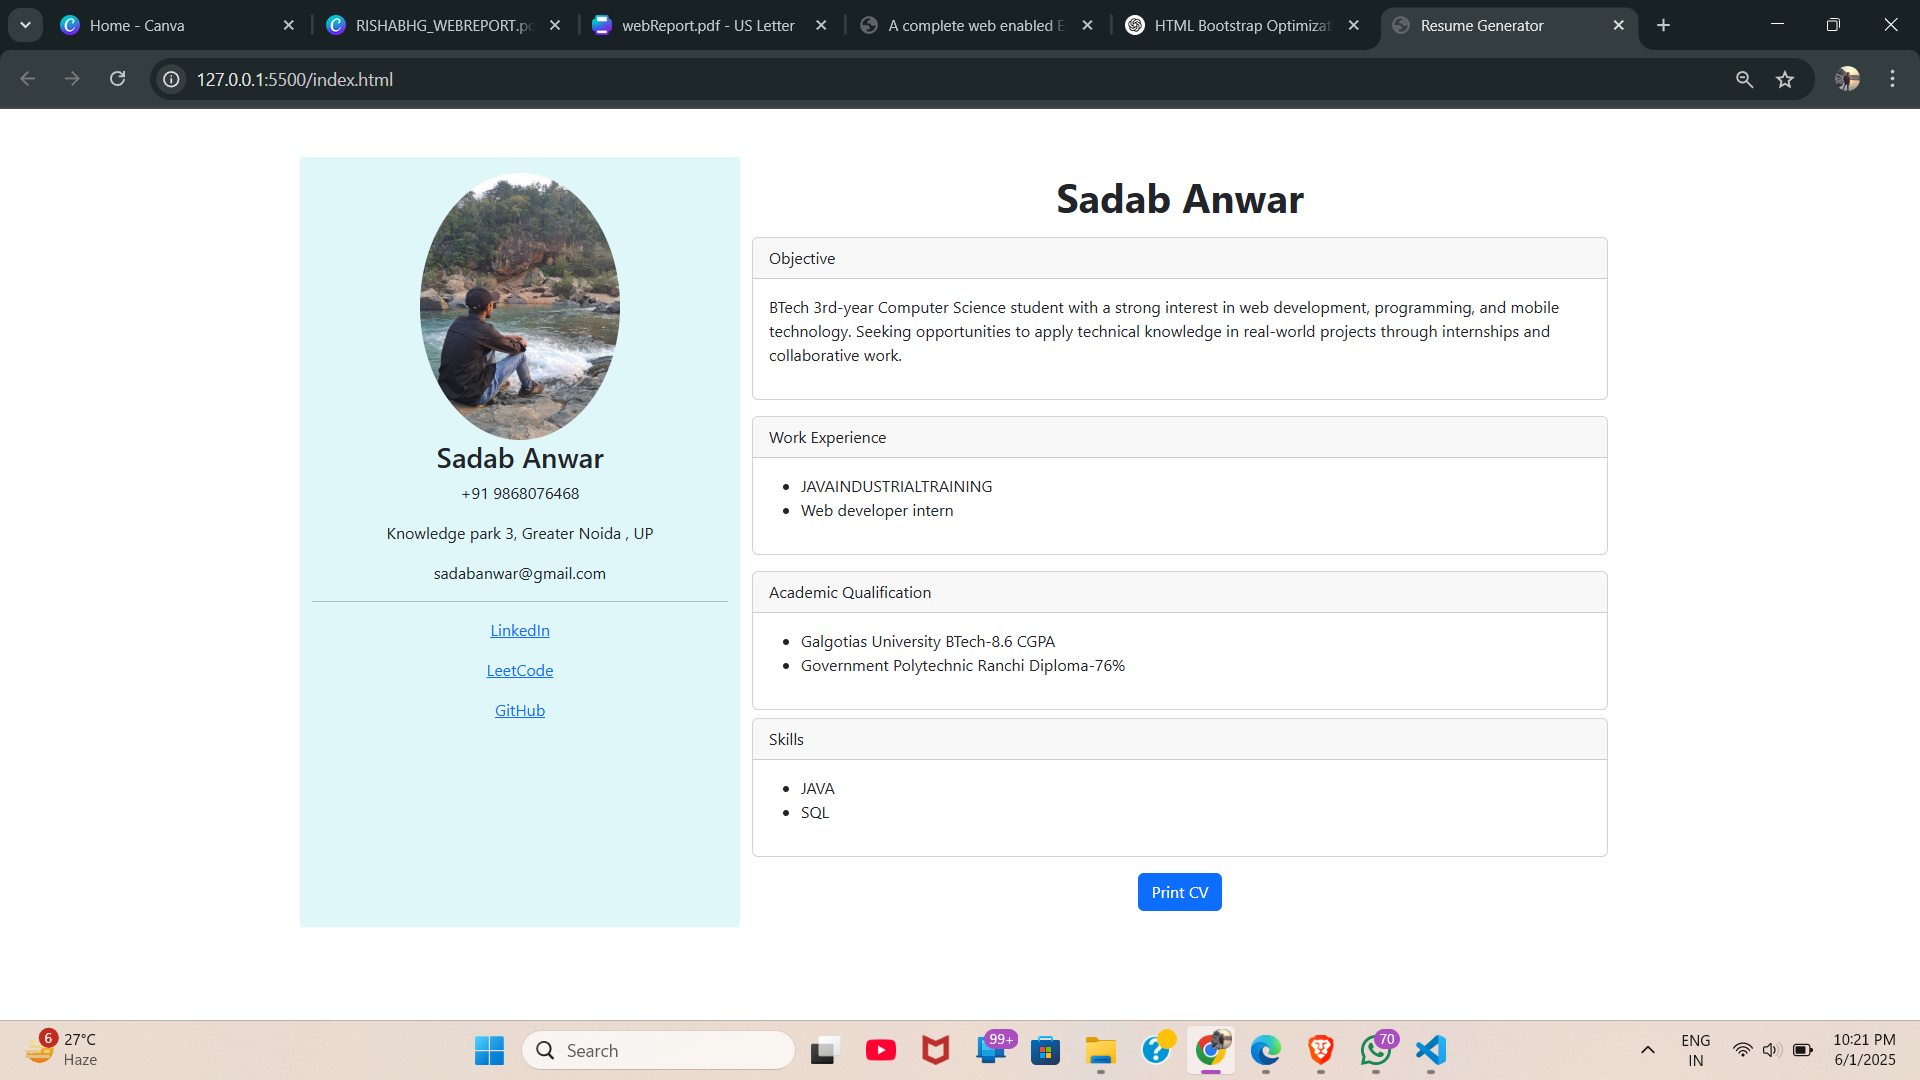 Home - Canva
RISHABHG_WEBREPORT.p
webReport.pdf - US Letter
A complete web enabled
HTML Bootstrap Optimizat
Resume Generator
127.0.0.1:5500/index.html
Sadab Anwar
+91 9868076468
Knowledge park 3, Greater Noida , UP
sadabanwar@gmail.com
LinkedIn
LeetCode
GitHub
Sadab Anwar
Objective
BTech 3rd-year Computer Science student with a strong interest in web development, programming, and mobile
technology. Seeking opportunities to apply technical knowledge in real-world projects through internships and
collaborative work.
Work Experience
JAVAINDUSTRIALTRAINING
Web developer intern
Academic Qualification
Galgotias University BTech-8.6 CGPA
Government Polytechnic Ranchi Diploma-76%
Skills
JAVA
SQL
Print CV
6
27°C
Haze
Search
99+
70
ENG
IN
10:21 PM
6/1/2025